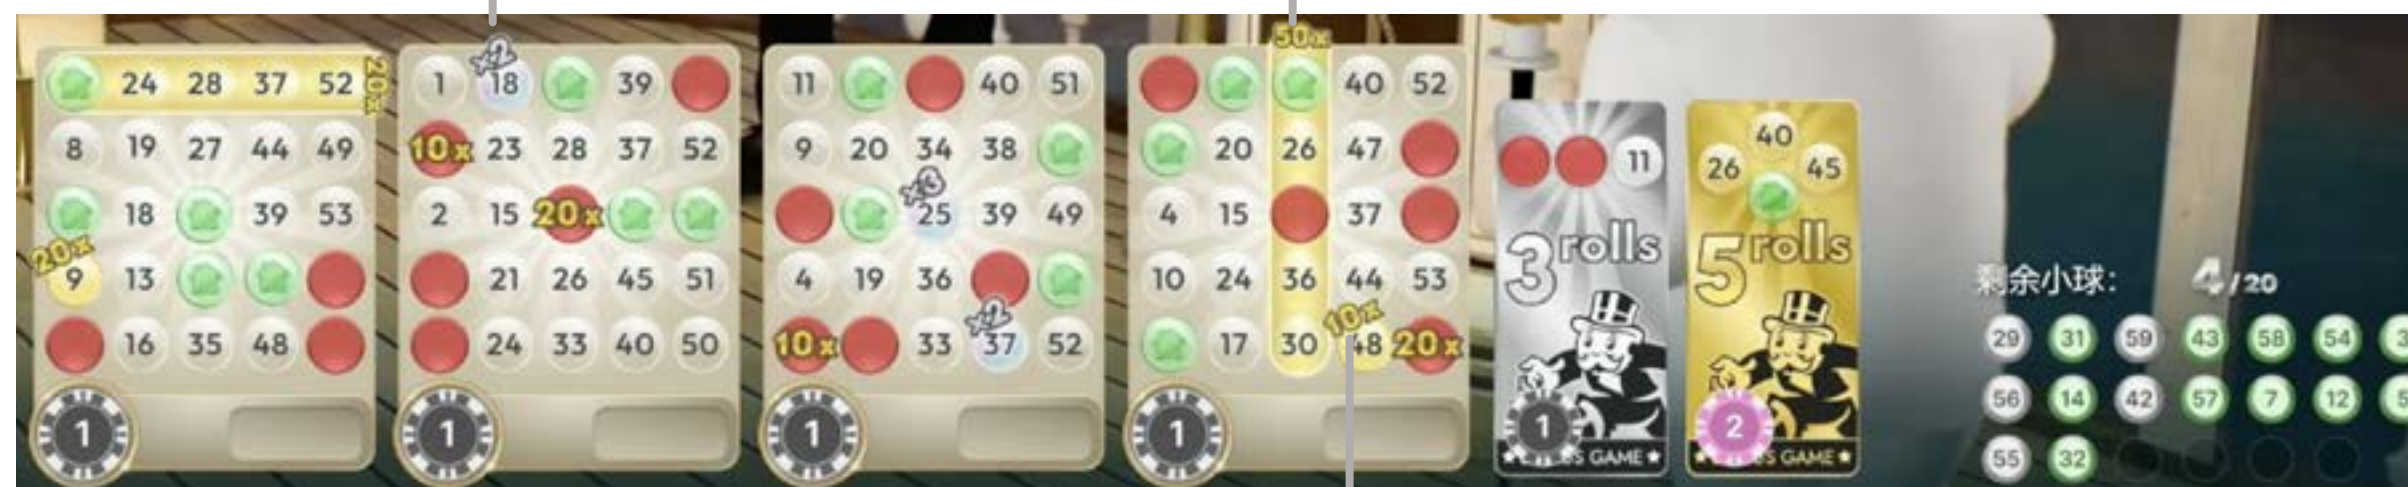 50x
24 28 37 52 20x
8 19 27 44 49
18 39 53
20x
9 13
16 35 48
1
x2
1 18 39
10x 23 28 37 52
2 15 20x
21 26 45 51
24 33 40 50
1
11 40 51
9 20 34 38
x3
25 39 49
4 19 36
x2
10x 33 37 52
1
40 52
20 26 47
4 15 37
10 24 36 44 53
10x
17 30 48 20x
1
11
3 rolls
1
S GAME
40
26 45
5 rolls
2
S GAME
剩余小球: 4/20
29 31 59 43 58 54
56 14 42 57 7 12
55 32